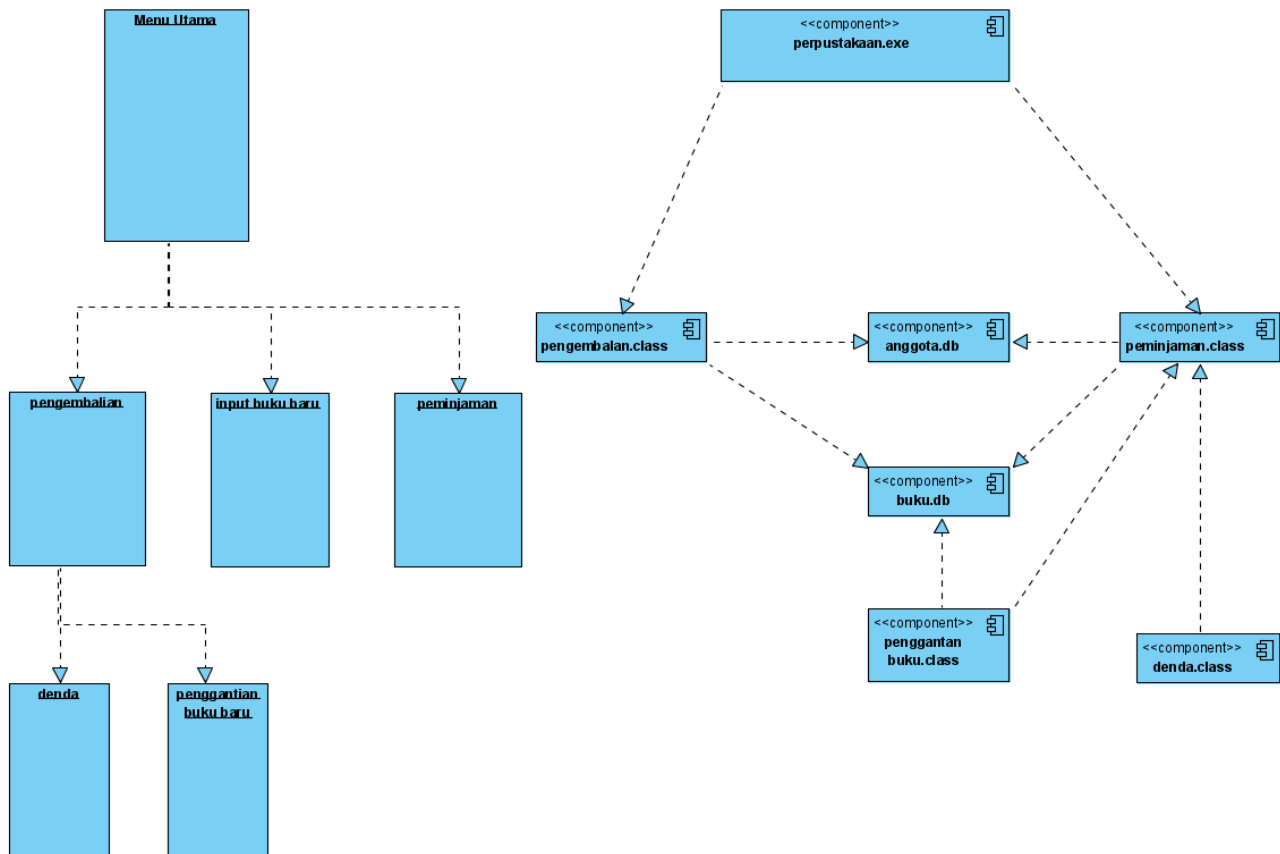 Menu Utama
pengembalian
input buku baru
peminjaman
denda
penggantian
buku baru
<<component>>
perpustakaan.exe
<<component>>
pengembalan.class
<<component>>
anggota.db
<<component>>
peminjaman.class
<<component>>
buku.db
<<component>>
penggantan
buku.class
<<component>>
denda.class